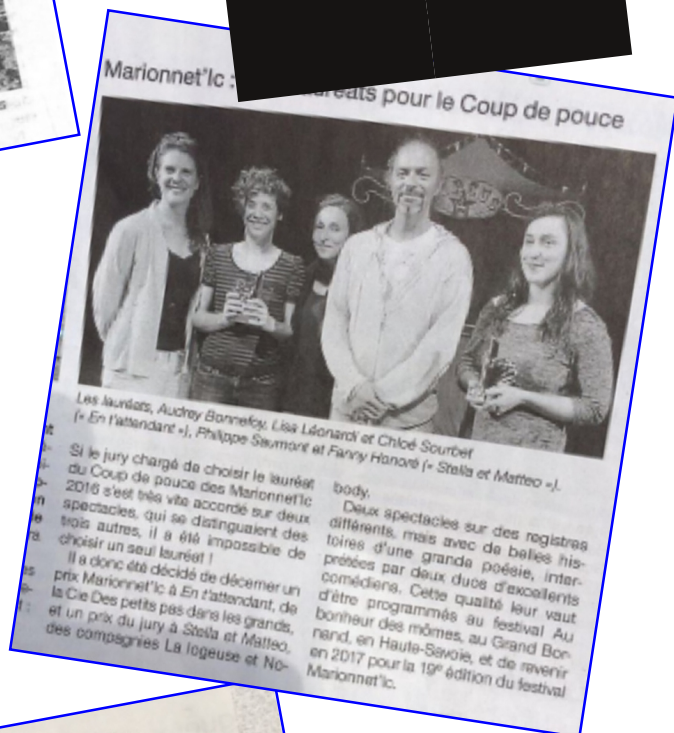 Marionnet'Ic : lauréats pour le Coup de pouce
Les lauréats, Audrey Bonnefoy, Lisa Léonardi et Chloé Sourbet
(« En t'attendant »), Philippe Saumont et Fanny Honoré (« Stella et Matteo »).
Si le jury chargé de choisir le lauréat
du Coup de pouce des Marionnet'Ic
2016 s'est très vite accordé sur deux
spectacles, qui se distinguaient des
trois autres, il a été impossible de
choisir un seul lauréat !
Il a donc été décidé de décerner un
prix Marionnet'Ic à En t'attendant, de
la Cie Des petits pas dans les grands,
et un prix du jury à Stella et Matteo,
des compagnies La logeuse et No-
body.
Deux spectacles sur des registres
différents, mais avec de belles his-
toires d'une grande poésie, inter-
prétées par deux duos d'excellents
comédiens. Cette qualité leur vaut
d'être programmés au festival Au
bonheur des mômes, au Grand Bor-
nand, en Haute-Savoie, et de revenir
en 2017 pour la 19e édition du festival
Marionnet'Ic.